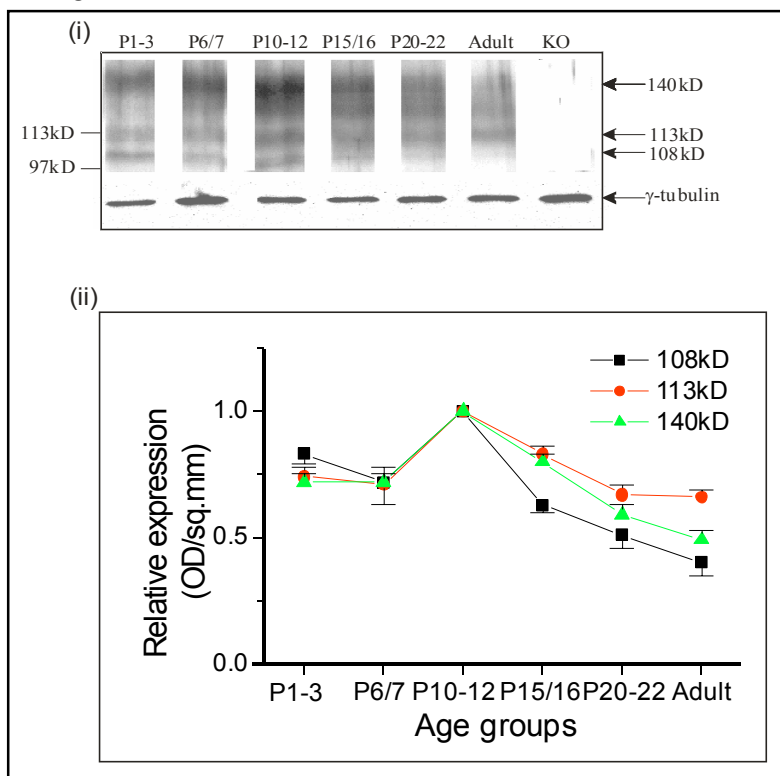 (i)
P1-3 P6/7 P10-12 P15/16 P20-22 Adult KO
140kD
113kD 113kD
108kD
97kD
γ-tubulin
(ii)
108kD
113kD
140kD
Relative expression
(OD/sq.mm)
1.0
0.5
0.0
P1-3 P6/7 P10-12 P15/16 P20-22 Adult
Age groups